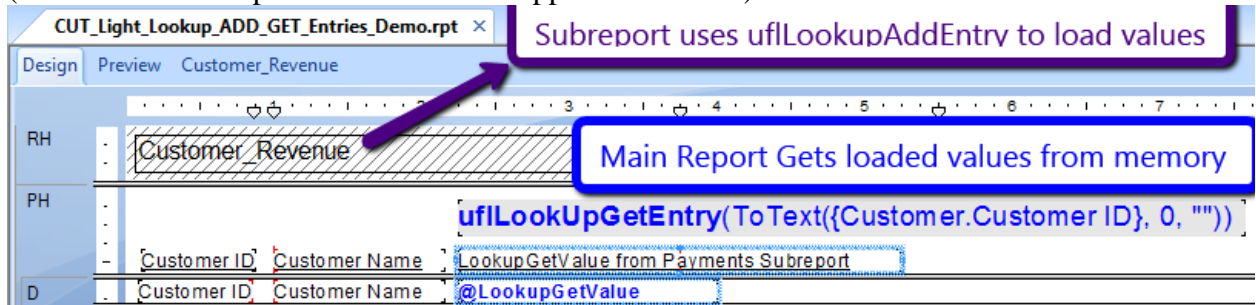 CUT_Light_Lookup_ADD_GET_Entries_Demo.rpt ×
Subreport uses uflLookupAddEntry to load values
Design Preview Customer_Revenue
3 4 5 6 7
RH
Customer_Revenue
Main Report Gets loaded values from memory
PH
uflLookUpGetEntry(ToText({Customer.Customer ID}, 0, ""))
Customer ID Customer Name LookupGetValue from Payments Subreport
D Customer ID Customer Name @LookupGetValue